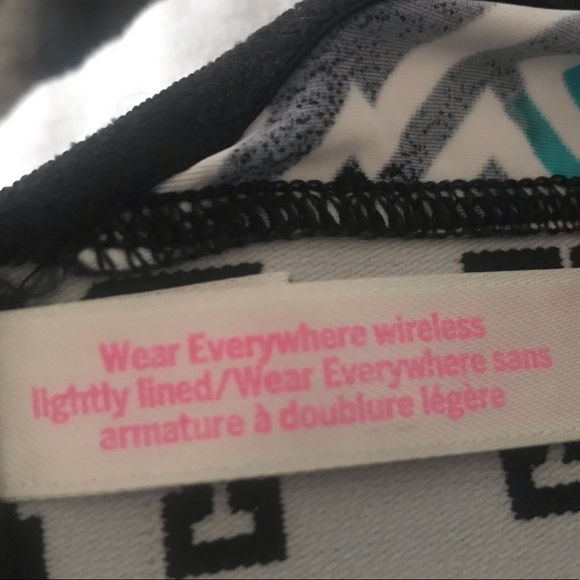 Wear Everywhere wireless
lightly lined/Wear Everywhere sans
armature à doublure légère